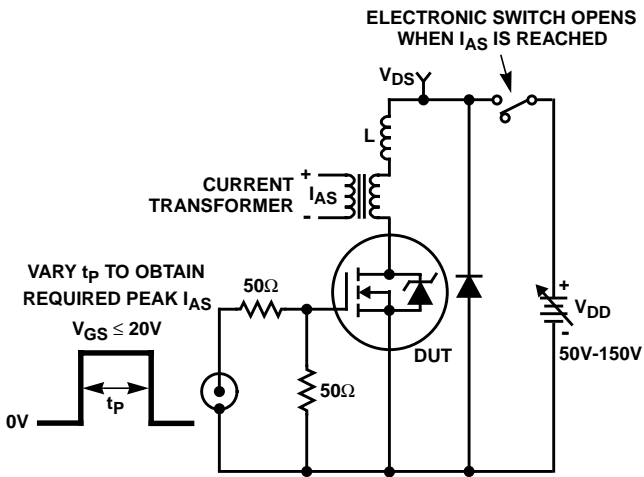 ELECTRONIC SWITCH OPENS
WHEN IAS IS REACHED
VDS
L
+
CURRENT
TRANSFORMER
IAS
-
VARY tP TO OBTAIN
REQUIRED PEAK IAS
50Ω
VGS ≤ 20V
DUT
+
VDD
-
50V-150V
50Ω
tP
0V